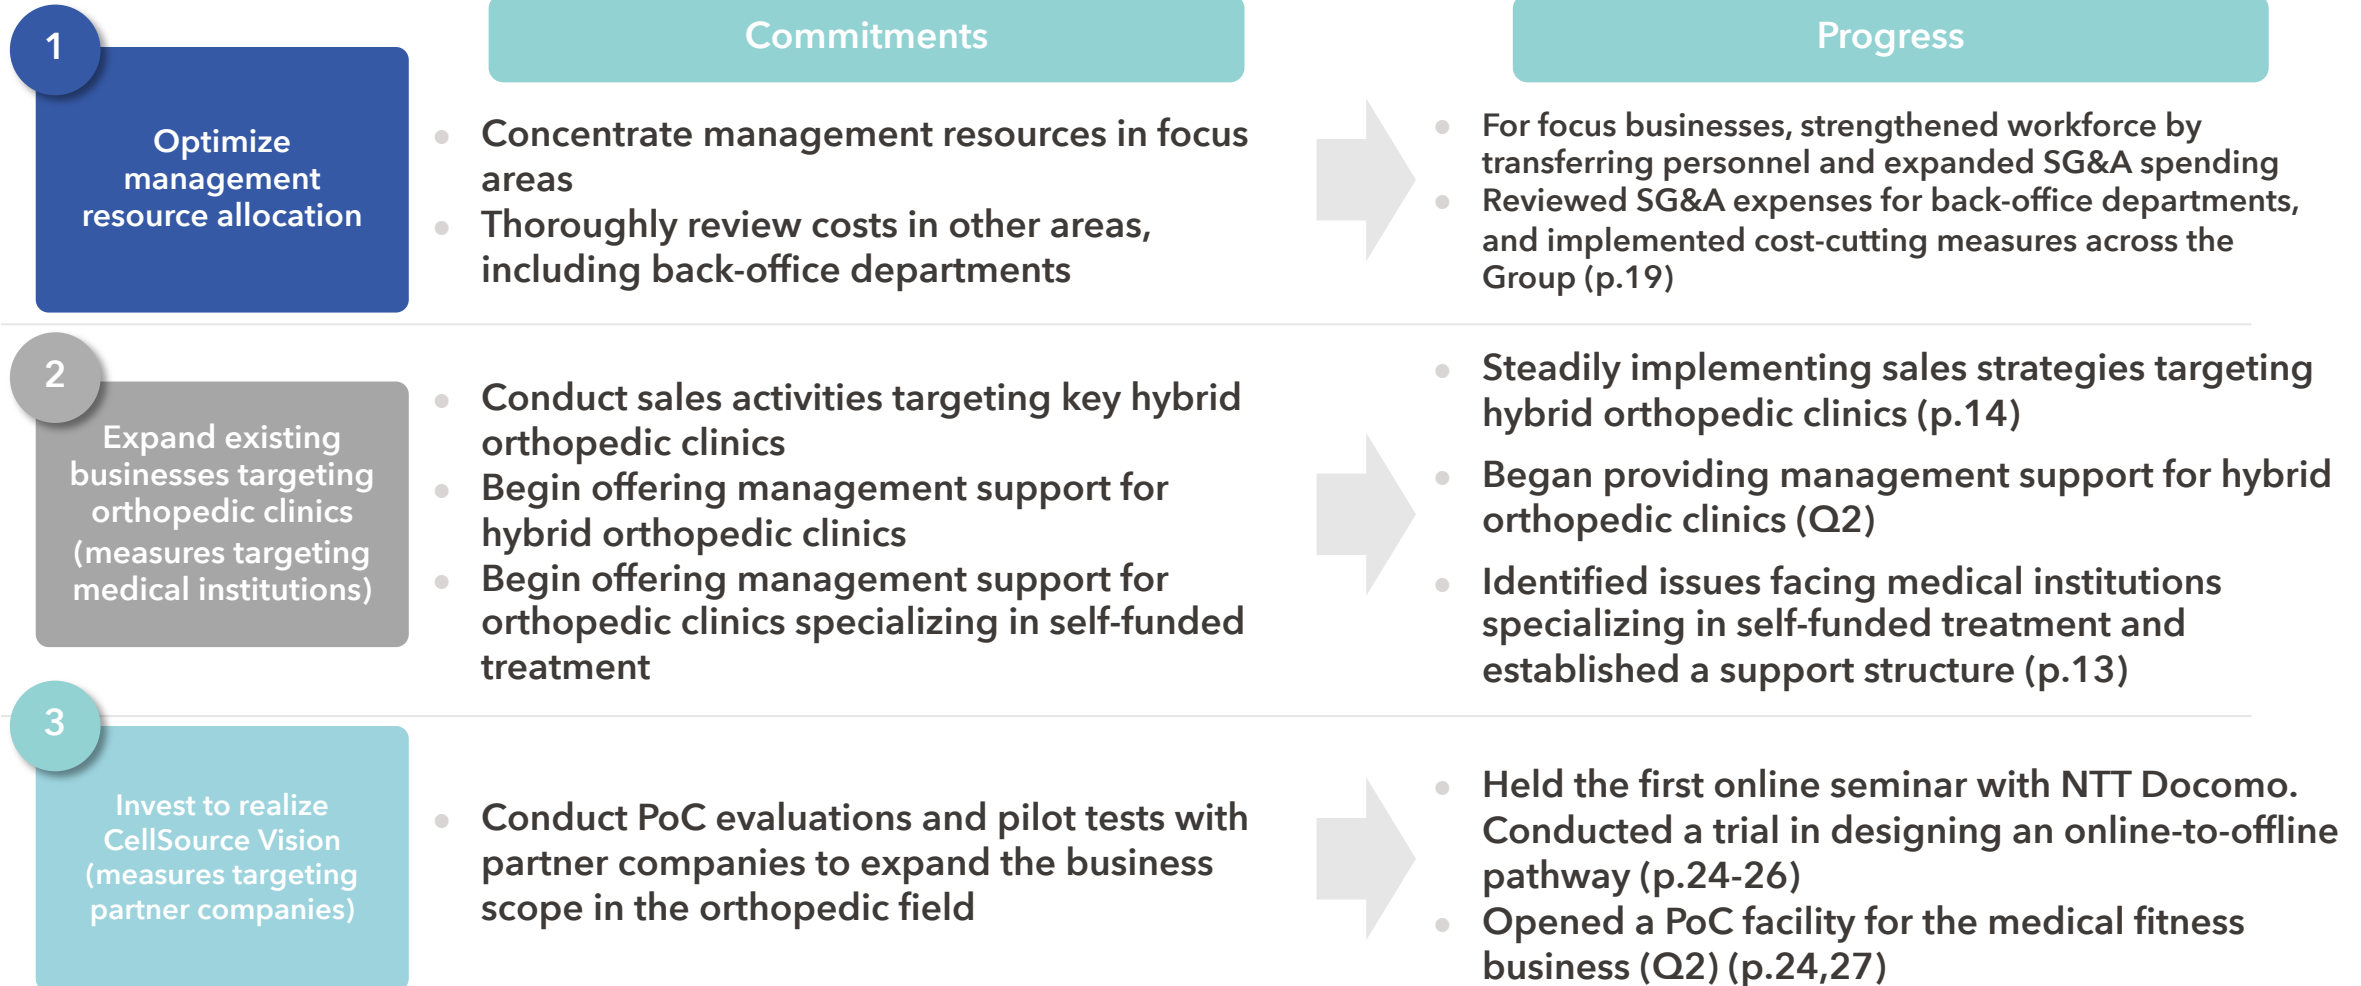 Commitments
Progress
1
Optimize
management
resource allocation
Concentrate management resources in focus
areas
Thoroughly review costs in other areas,
including back-office departments
For focus businesses, strengthened workforce by
transferring personnel and expanded SG&A spending
Reviewed SG&A expenses for back-office departments,
and implemented cost-cutting measures across the
Group (p.19)
2
Expand existing
businesses targeting
orthopedic clinics
(measures targeting
medical institutions)
Conduct sales activities targeting key hybrid
orthopedic clinics
Begin offering management support for
hybrid orthopedic clinics
Begin offering management support for
orthopedic clinics specializing in self-funded
treatment
Steadily implementing sales strategies targeting
hybrid orthopedic clinics (p.14)
Began providing management support for hybrid
orthopedic clinics (Q2)
Identified issues facing medical institutions
specializing in self-funded treatment and
established a support structure (p.13)
3
Invest to realize
CellSource Vision
(measures targeting
partner companies)
Conduct PoC evaluations and pilot tests with
partner companies to expand the business
scope in the orthopedic field
Held the first online seminar with NTT Docomo.
Conducted a trial in designing an online-to-offline
pathway (p.24-26)
Opened a PoC facility for the medical fitness
business (Q2) (p.24,27)